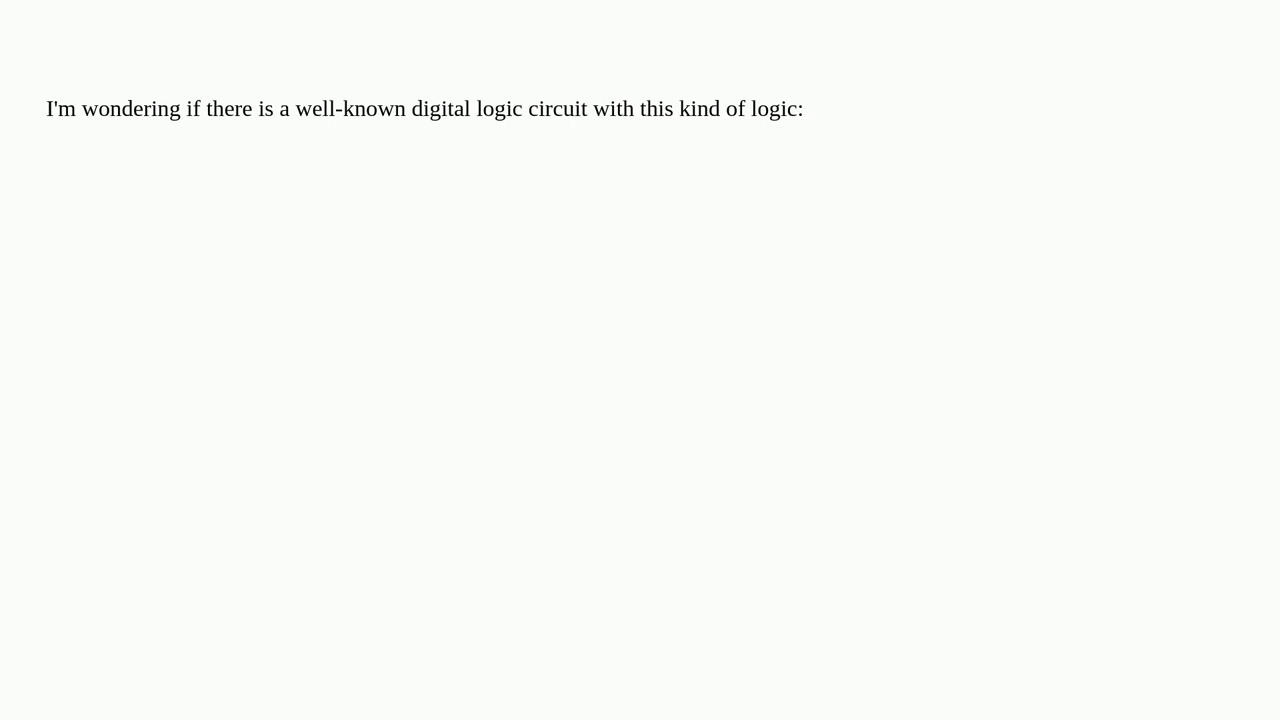 I'm wondering if there is a well-known digital logic circuit with this kind of logic: